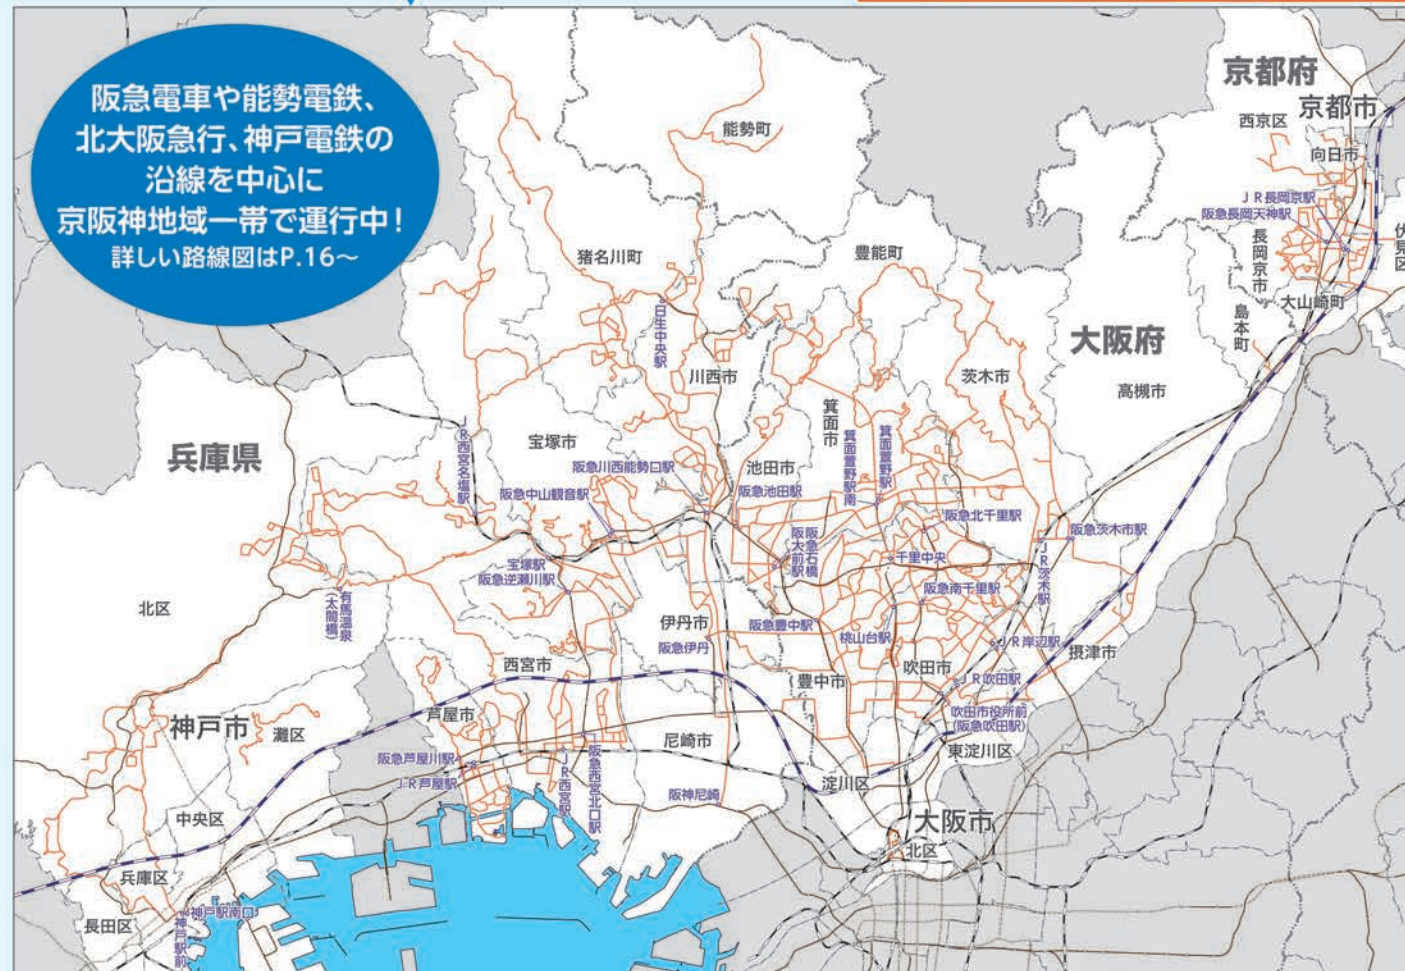 阪急電車や能勢電鉄、
北大阪急行、神戸電鉄の
沿線を中心に
京阪神地域一帯で運行中！
詳しい路線図はP.16～
京都府
京都市
西京区
向日市
JR長岡京駅
阪急長岡天神駅
伏見区
長岡京市
大山崎町
島本町
大阪府
高槻市
能勢町
猪名川町
豊能町
日生中央駅
川西市
茨木市
箕面市
兵庫県
宝塚市
JR西宮名塩駅
箕面萱野駅南
箕面萱野駅
阪急川西能勢口駅
池田市
阪急中山観音駅
阪急池田駅
阪急北千里駅
阪急茨木市駅
阪急石橋
阪大前駅
千里中央
JR茨木駅
宝塚駅
阪急逆瀬川駅
阪急南千里駅
有馬温泉
(太閤橋)
北区
伊丹市
阪急豊中駅
桃山台駅
阪急伊丹
JR岸辺駅
摂津市
西宮市
吹田市
豊中市
JR吹田駅
吹田市役所前
(阪急吹田駅)
芦屋市
神戸市
灘区
尼崎市
東淀川区
阪急芦屋川駅
JR芦屋駅
JR西宮駅
阪急西宮北口駅
淀川区
阪神尼崎
中央区
大阪市
北区
兵庫区
長田区
神戸駅南口
神戸駅前